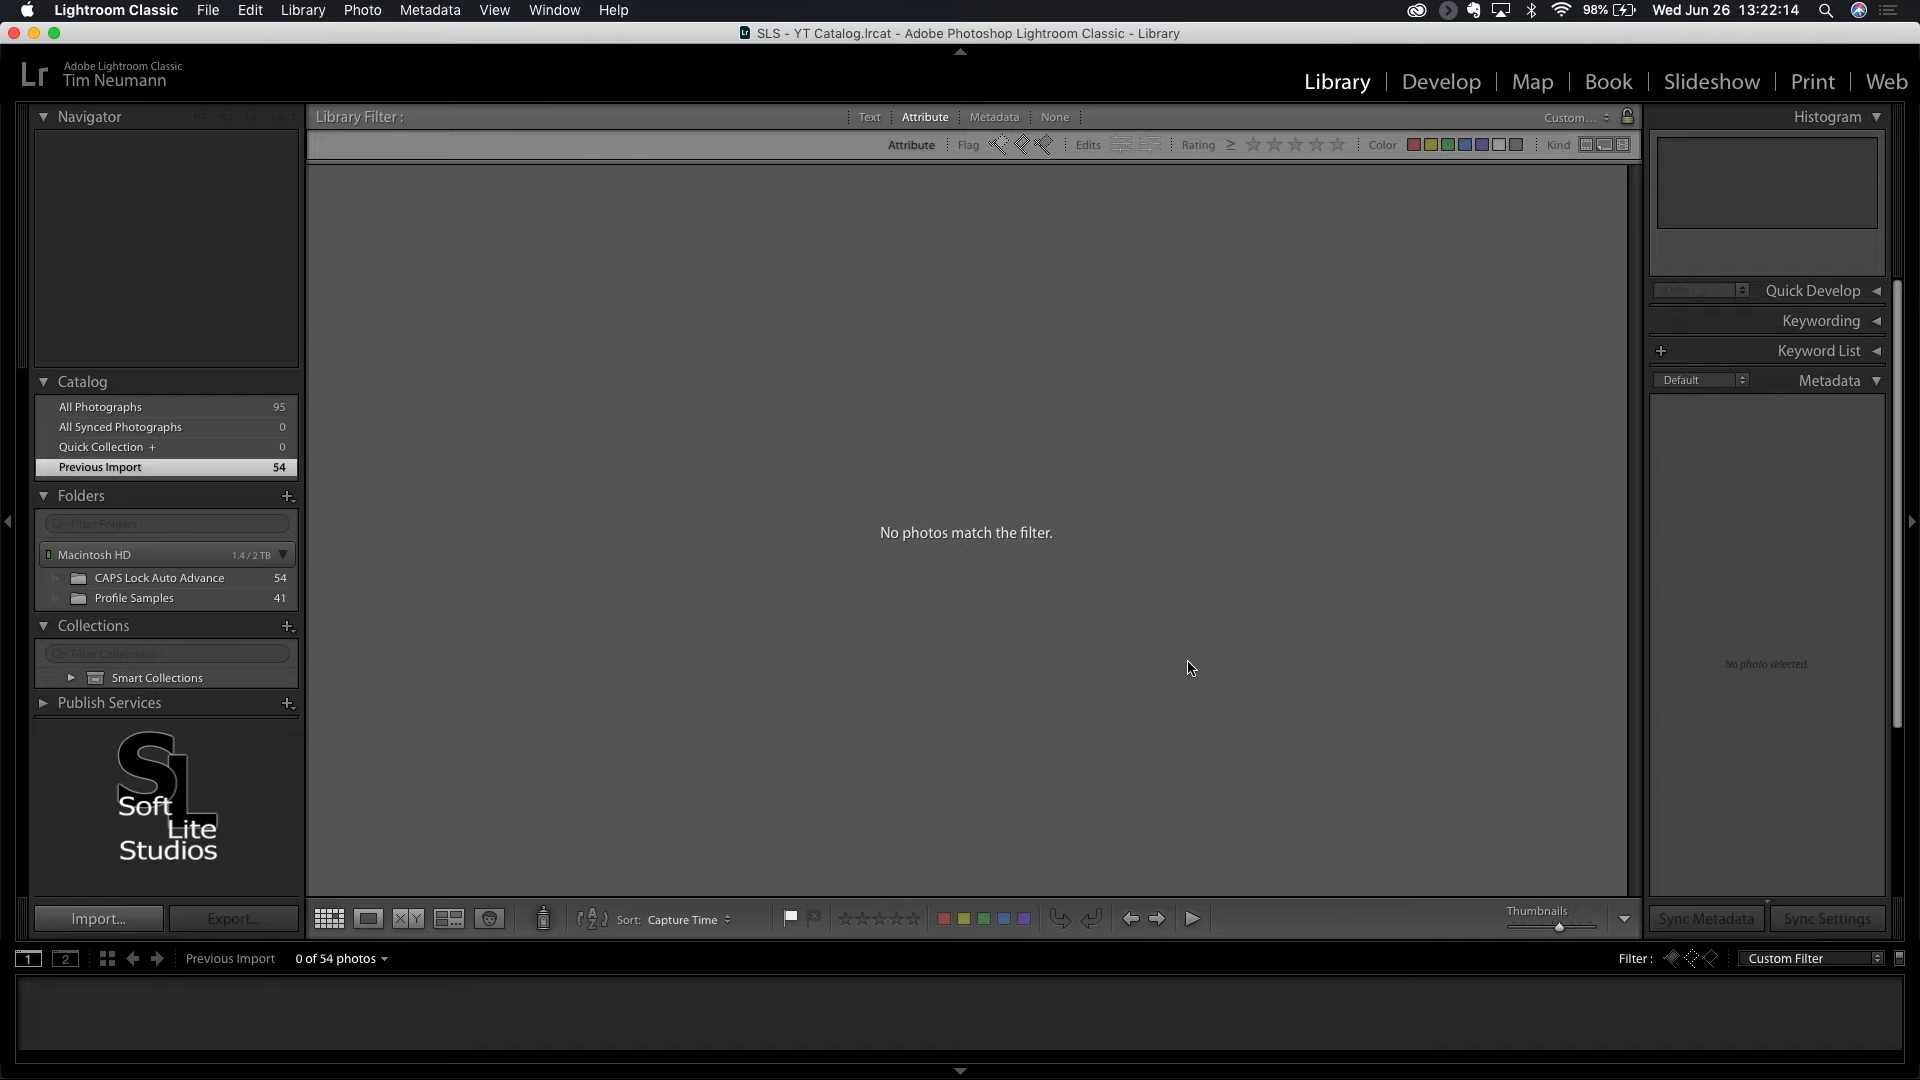 Lightroom Classic File Edit Library Photo Metadata View Window Help 98% Wed Jun 26 13:22:14
SLS - YT Catalog.lrcat - Adobe Photoshop Lightroom Classic - Library
Lr Adobe Lightroom Classic
Tim Neumann
Library Develop Map Book Slideshow Print Web
Navigator
Library Filter : Text Attribute Metadata None Custom...
Histogram
Attribute Flag Edits Rating ≥ Color Kind
Quick Develop
Keywording
Keyword List
Default Metadata
No photo selected.
Sync Metadata Sync Settings
No photos match the filter.
Catalog
All Photographs 95
All Synced Photographs 0
Quick Collection + 0
Previous Import 54
Folders
Filter Folders
Macintosh HD 1.4 / 2 TB
CAPS Lock Auto Advance 54
Profile Samples 41
Collections
Filter Collections
Smart Collections
Publish Services
SL
Soft
Lite
Studios
Import... Export...
XY Sort: Capture Time Thumbnails
1 2 Previous Import 0 of 54 photos Filter : Custom Filter